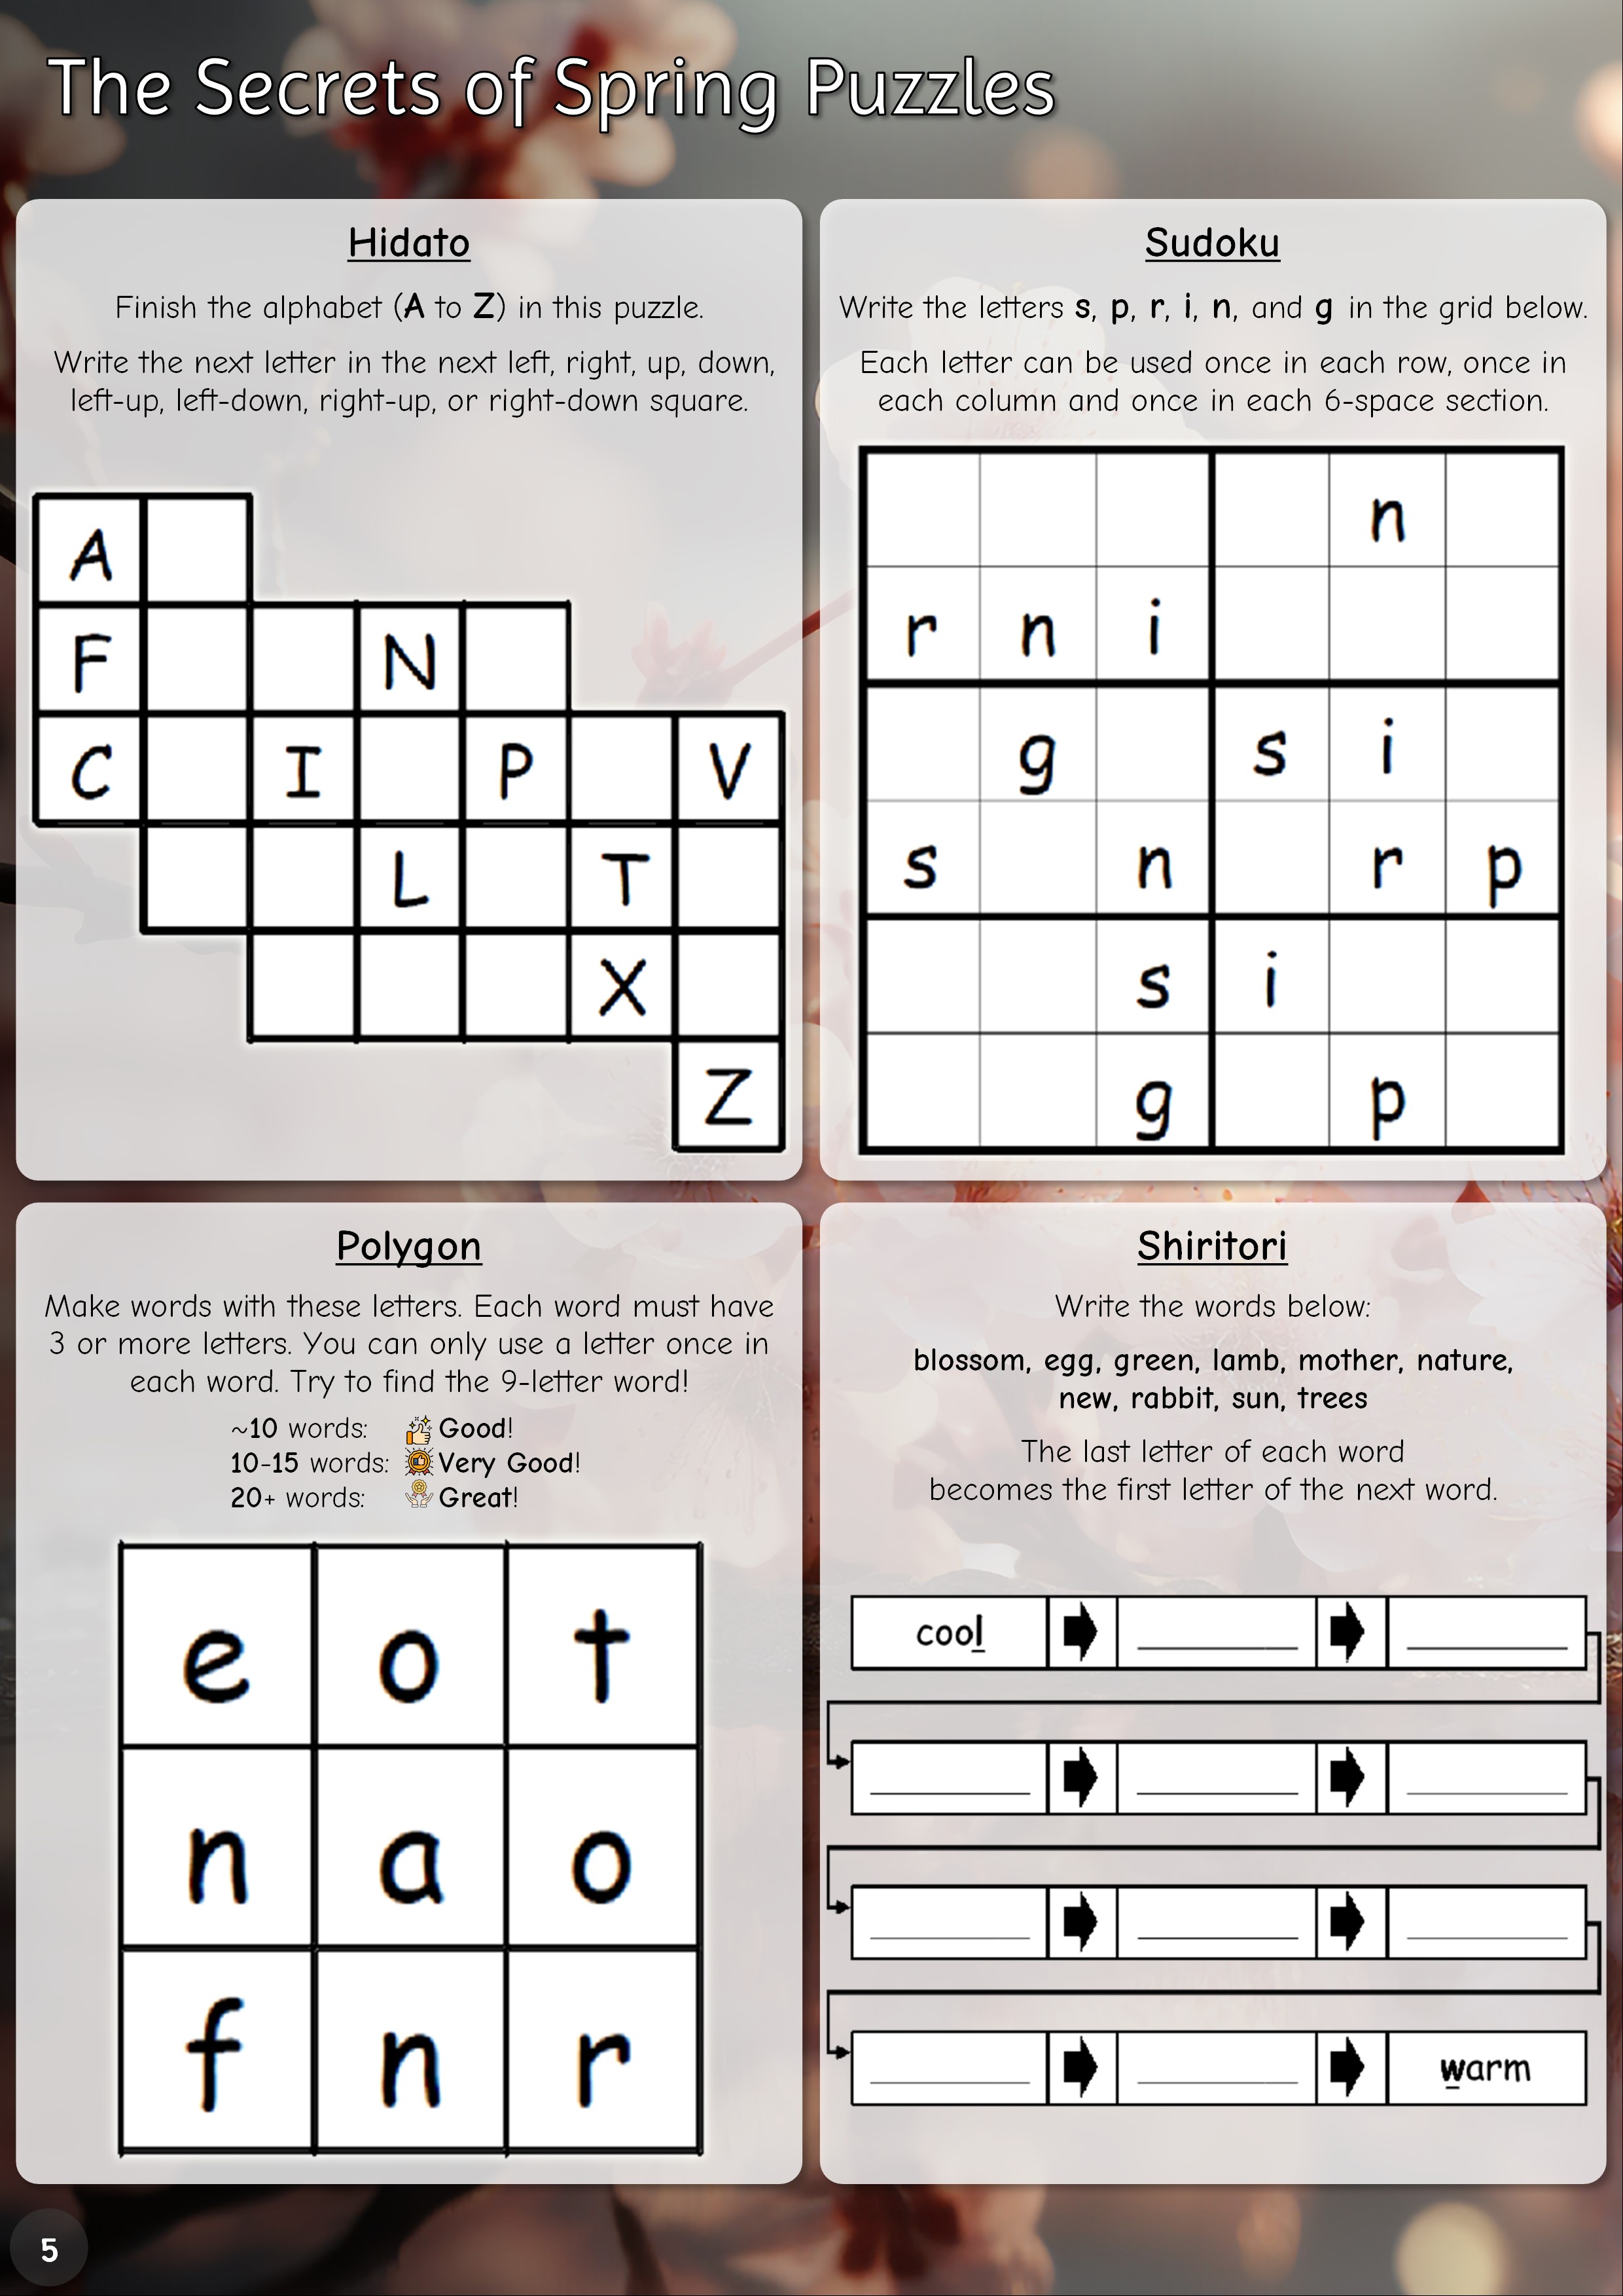 The Secrets of Spring Puzzles
Hidato
Finish the alphabet (A to Z) in this puzzle.
Write the next letter in the next left, right, up, down,
left-up, left-down, right-up, or right-down square.
A
F N
C I P V
L T
X
Z
Sudoku
Write the letters s, p, r, i, n, and g in the grid below.
Each letter can be used once in each row, once in
each column and once in each 6-space section.
n
r n i
g s i
s n r p
s i
g p
Polygon
Make words with these letters. Each word must have
3 or more letters. You can only use a letter once in
each word. Try to find the 9-letter word!
~10 words: Good!
10-15 words: Very Good!
20+ words: Great!
e o t
n a o
f n r
Shiritori
Write the words below:
blossom, egg, green, lamb, mother, nature,
new, rabbit, sun, trees
The last letter of each word
becomes the first letter of the next word.
cool
warm
5